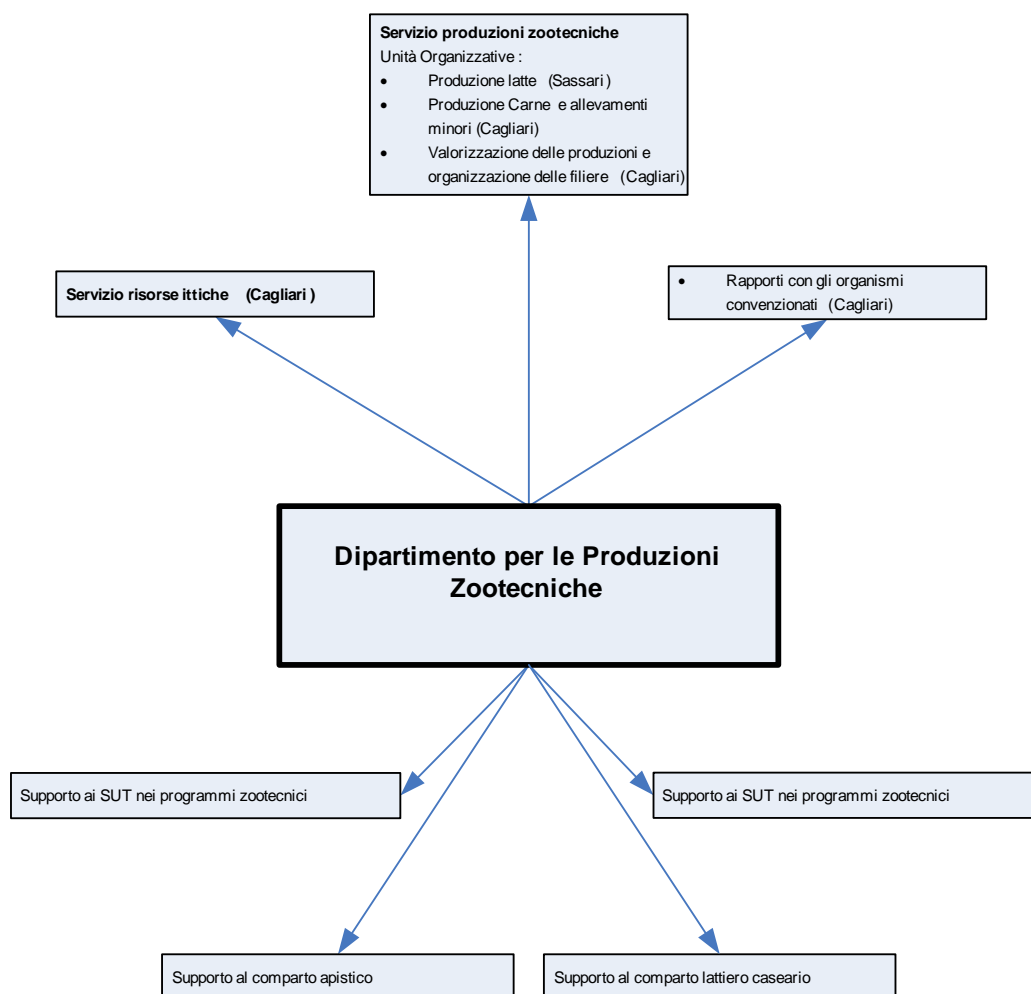 Servizio produzioni zootecniche
Unità Organizzative :
• Produzione latte (Sassari )
• Produzione Carne e allevamenti
minori (Cagliari)
• Valorizzazione delle produzioni e
organizzazione delle filiere (Cagliari)
Servizio risorse ittiche (Cagliari )
• Rapporti con gli organismi
convenzionati (Cagliari)
Dipartimento per le Produzioni
Zootecniche
Supporto ai SUT nei programmi zootecnici
Supporto ai SUT nei programmi zootecnici
Supporto al comparto apistico
Supporto al comparto lattiero caseario